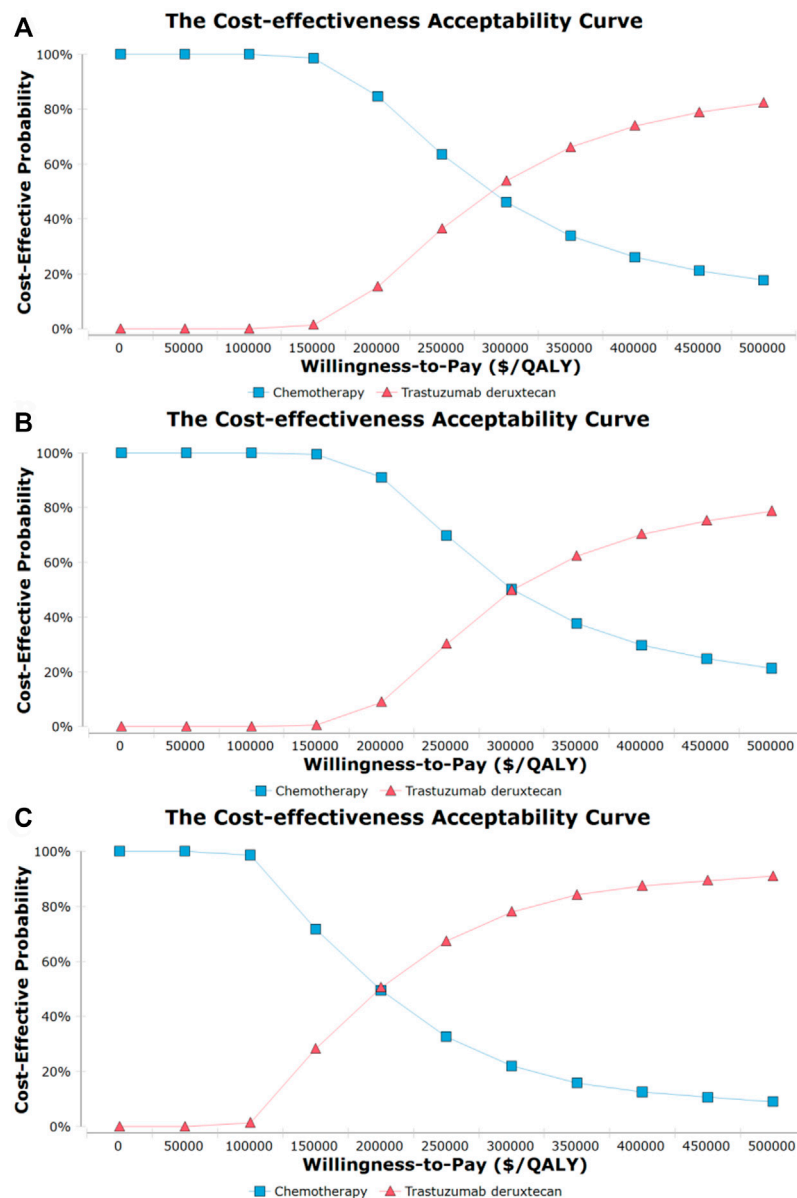 A
The Cost-effectiveness Acceptability Curve
Cost-Effective Probability
100%
80%
60%
40%
20%
0%
0 50000 100000 150000 200000 250000 300000 350000 400000 450000 500000
Willingness-to-Pay ($/QALY)
Chemotherapy Trastuzumab deruxtecan
B
The Cost-effectiveness Acceptability Curve
Cost-Effective Probability
100%
80%
60%
40%
20%
0%
0 50000 100000 150000 200000 250000 300000 350000 400000 450000 500000
Willingness-to-Pay ($/QALY)
Chemotherapy Trastuzumab deruxtecan
C
The Cost-effectiveness Acceptability Curve
Cost-Effective Probability
100%
80%
60%
40%
20%
0%
0 50000 100000 150000 200000 250000 300000 350000 400000 450000 500000
Willingness-to-Pay ($/QALY)
Chemotherapy Trastuzumab deruxtecan